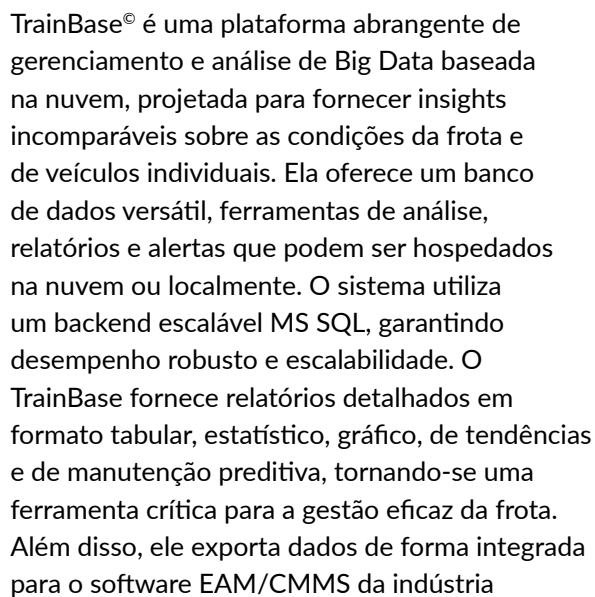 TrainBase© é uma plataforma abrangente de
gerenciamento e análise de Big Data baseada
na nuvem, projetada para fornecer insights
incomparáveis sobre as condições da frota e
de veículos individuais. Ela oferece um banco
de dados versátil, ferramentas de análise,
relatórios e alertas que podem ser hospedados
na nuvem ou localmente. O sistema utiliza
um backend escalável MS SQL, garantindo
desempenho robusto e escalabilidade. O
TrainBase fornece relatórios detalhados em
formato tabular, estatístico, gráfico, de tendências
e de manutenção preditiva, tornando-se uma
ferramenta crítica para a gestão eficaz da frota.
Além disso, ele exporta dados de forma integrada
para o software EAM/CMMS da indústria